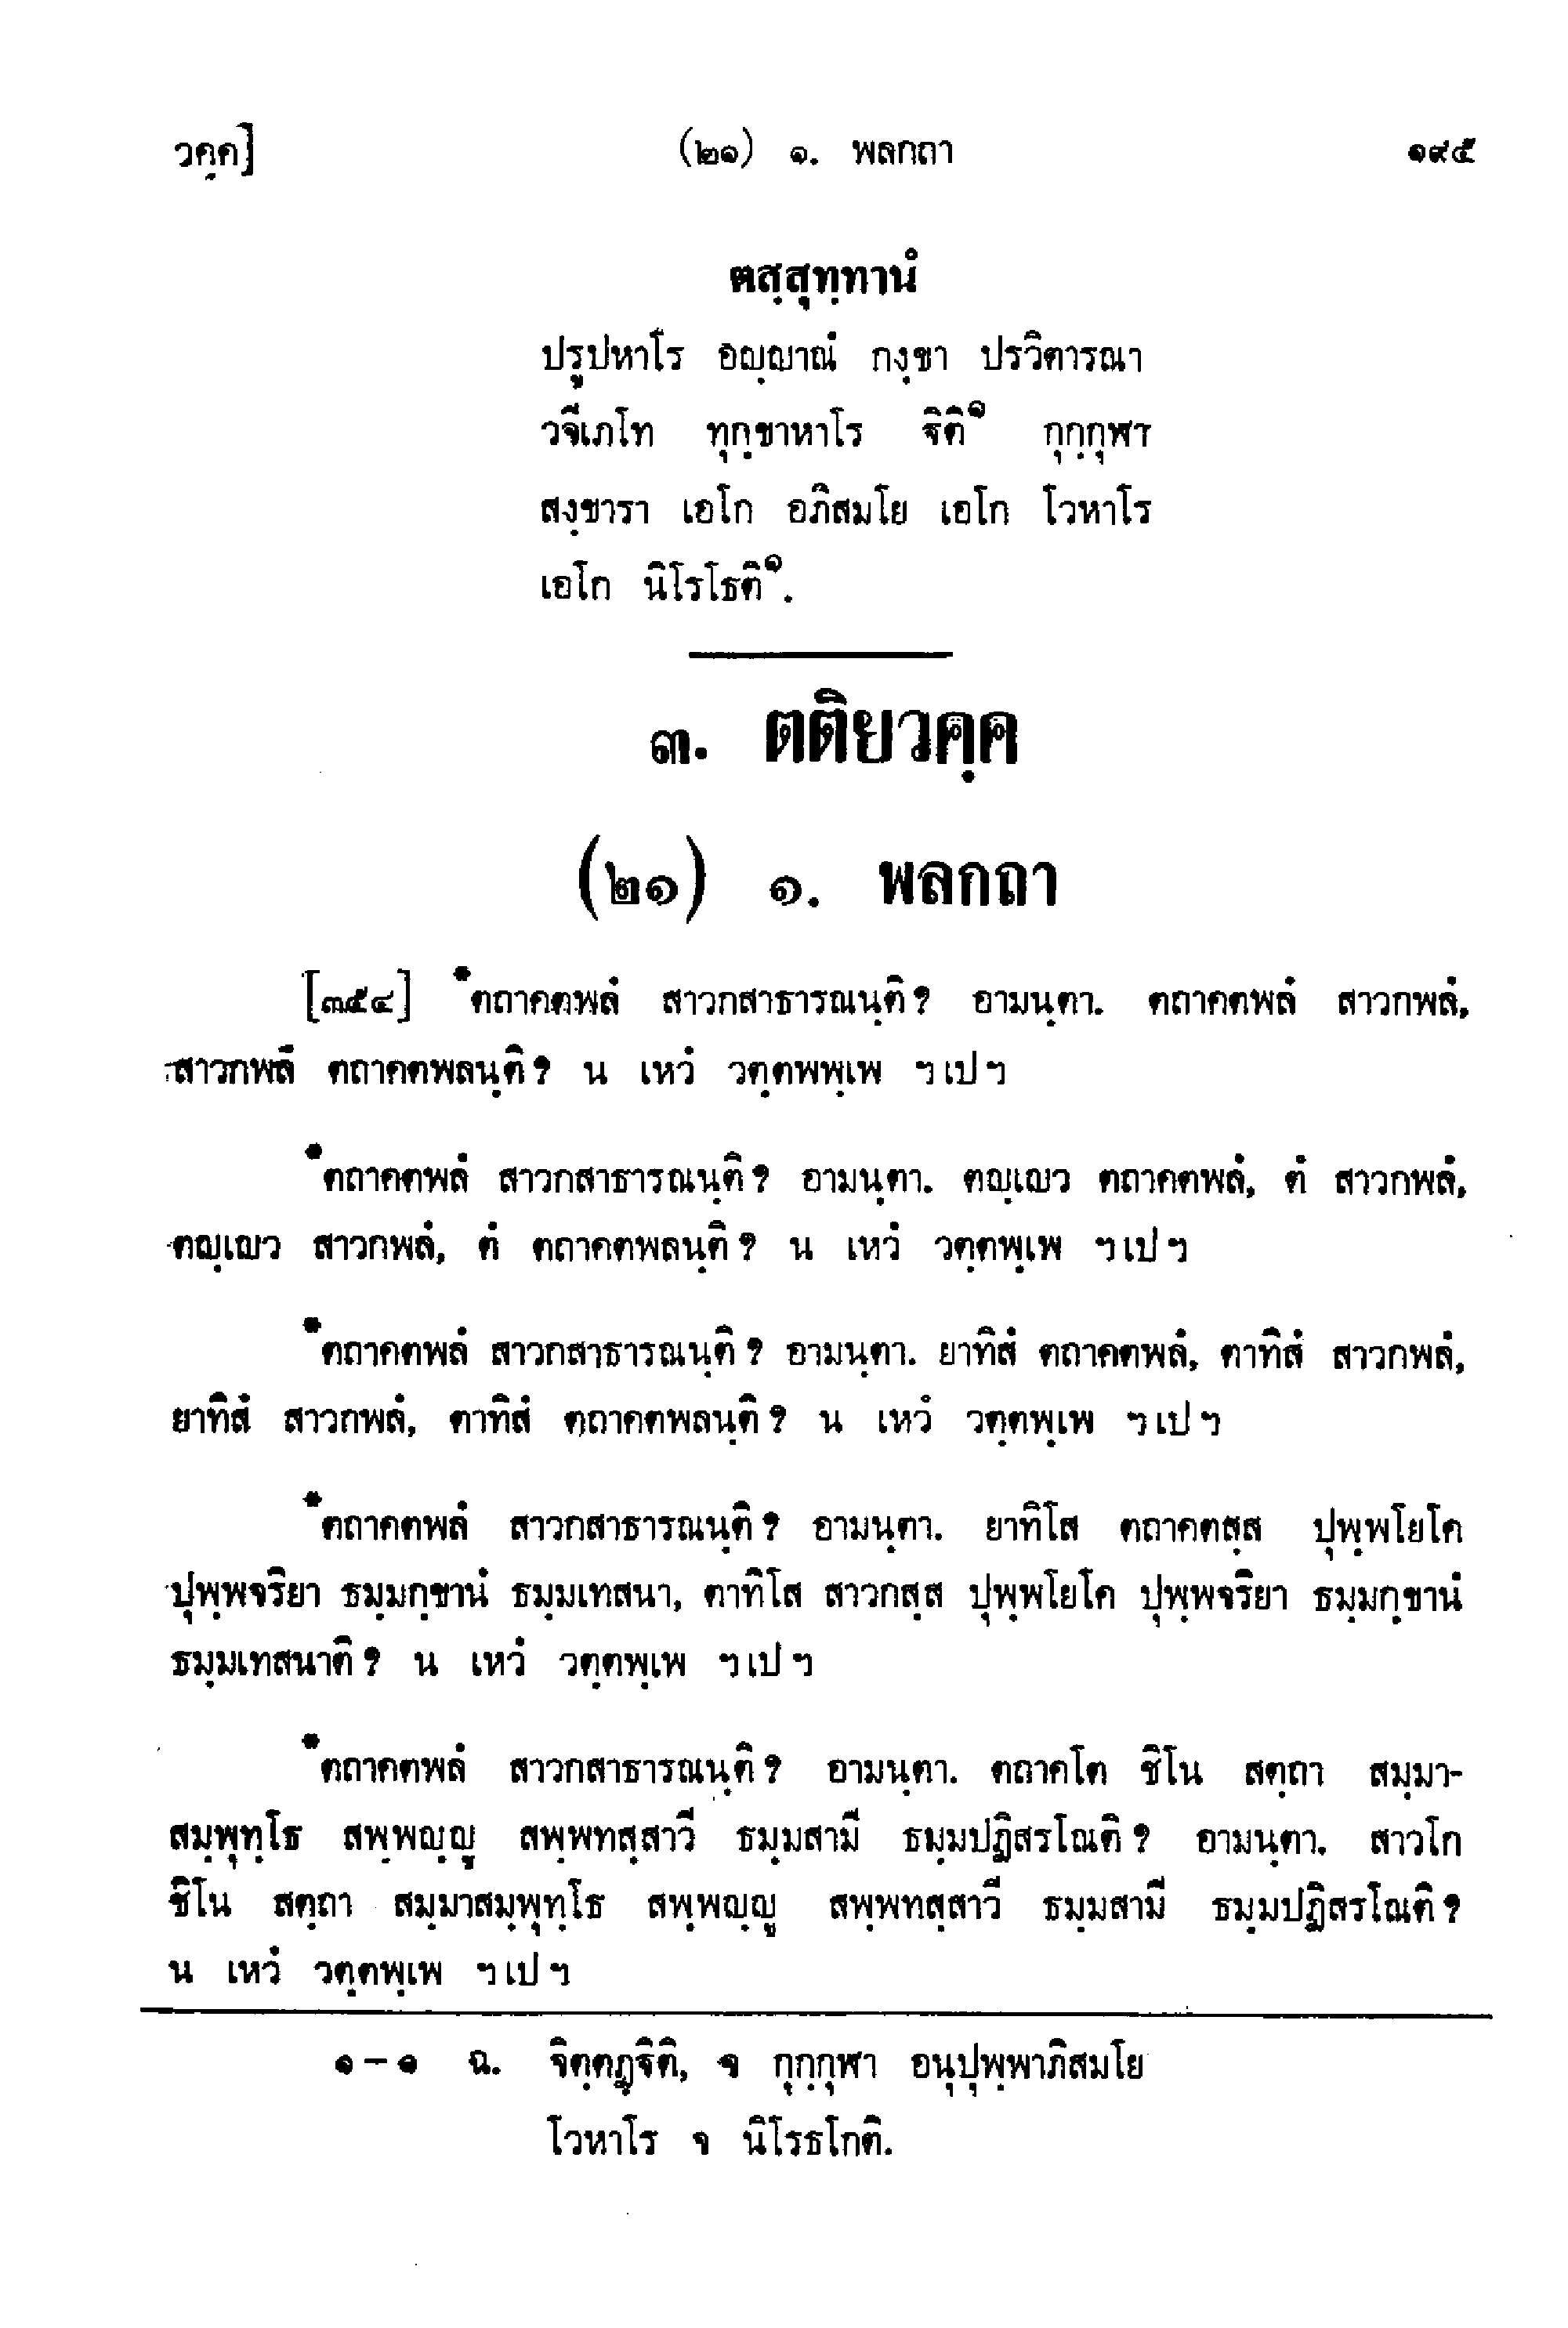 วคฺค]	(๒๑) ๑. พลกถา	๑๙๕
ตสฺสุทฺทานํ
ปรูปหาโร อญฺญาณํ กงฺขา ปรวิตารณา
วจีเภโท ทุกฺขาหาโร ฐิติ๑ กุกฺกุฬา
สงฺขารา เอโก อภิสมโย เอโก โวหาโร
เอโก นิโรโธติ๑.
๓. ตติยวคฺค
(๒๑) ๑. พลกถา
[๓๕๔] *ตถาคตพลํ สาวกสาธารณนฺติ? อามนฺตา. ตถาคตพลํ สาวกพลํ,
สาวกพลํ ตถาคตพลนฺติ? น เหวํ วตฺตพพฺเพ ฯเปฯ
*ตถาคตพลํ สาวกสาธารณนฺติ? อามนฺตา. ตญฺเญว ตถาคตพลํ, ตํ สาวกพลํ,
ตญฺเญว สาวกพลํ, ตํ ตถาคตพลนฺติ? น เหวํ วตฺตพฺเพ ฯเปฯ
*ตถาคตพลํ สาวกสาธารณนฺติ? อามนฺตา. ยาทิสํ ตถาคตพลํ, ตาทิสํ สาวกพลํ,
ยาทิสํ สาวกพลํ, ตาทิสํ ตถาคตพลนฺติ? น เหวํ วตฺตพฺเพ ฯเปฯ
*ตถาคตพลํ สาวกสาธารณนฺติ? อามนฺตา. ยาทิโส ตถาคตสฺส ปุพฺพโยโค
ปุพฺพจริยา ธมฺมกฺขานํ ธมฺมเทสนา, ตาทิโส สาวกสฺส ปุพฺพโยโค ปุพฺพจริยา ธมฺมกฺขานํ
ธมฺมเทสนาติ? น เหวํ วตฺตพฺเพ ฯเปฯ
*ตถาคตพลํ สาวกสาธารณนฺติ? อามนฺตา. ตถาคโต ชิโน สตฺถา สมฺมา-
สมฺพุทฺโธ สพฺพญฺญู สพฺพทสฺสาวี ธมฺมสามี ธมฺมปฏิสรโณติ? อามนฺตา. สาวโก
ชิโน สตฺถา สมฺมาสมฺพุทฺโธ สพฺพญฺญู สพฺพทสฺสาวี ธมฺมสามี ธมฺมปฏิสรโณติ?
น เหวํ วตฺตพฺเพ ฯเปฯ
๑-๑ ฉ. จิตฺตฏฺฐิติ, จ กุกฺกุฬา อนุปุพฺพาภิสมโย
โวหาโร จ นิโรธโกติ.